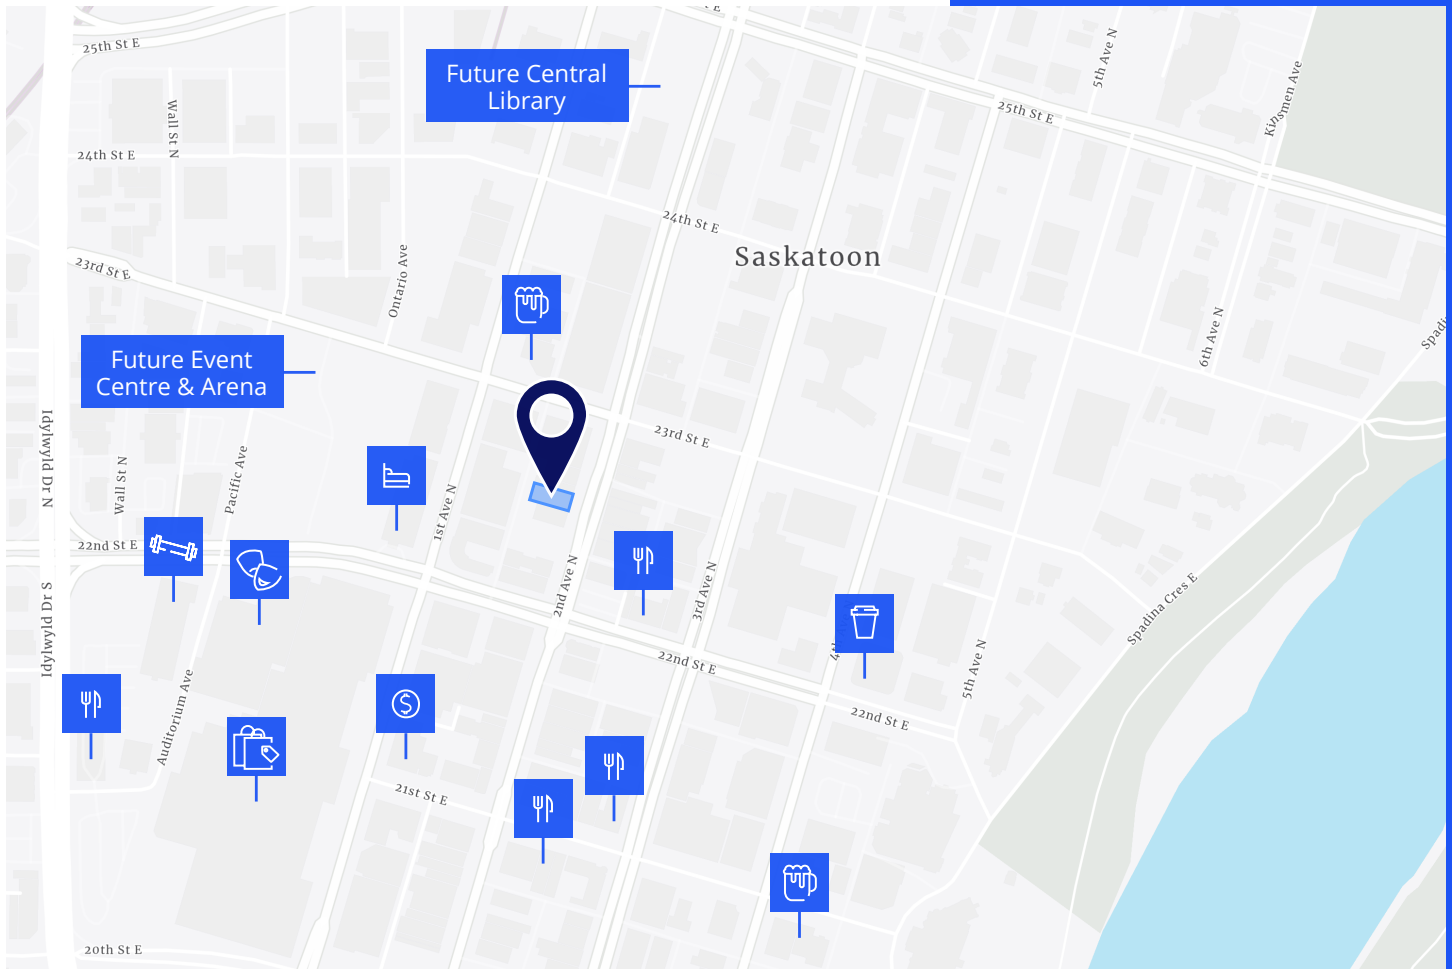 25th St E
St E
5th Ave N
Kinsmen Ave
Future Central
Library
25th St E
Wall St N
24th St E
24th St E
Saskatoon
23rd St E
Ontario Ave
6th Ave N
Future Event
Centre & Arena
23rd St E
Idylwyld Dr N
Wall St N
Pacific Ave
1st Ave N
22nd St E
2nd Ave N
3rd Ave N
Idylwyld Dr S
Spadina Cres E
22nd St E
5th Ave N
Auditorium Ave
22nd St E
21st St E
20th St E